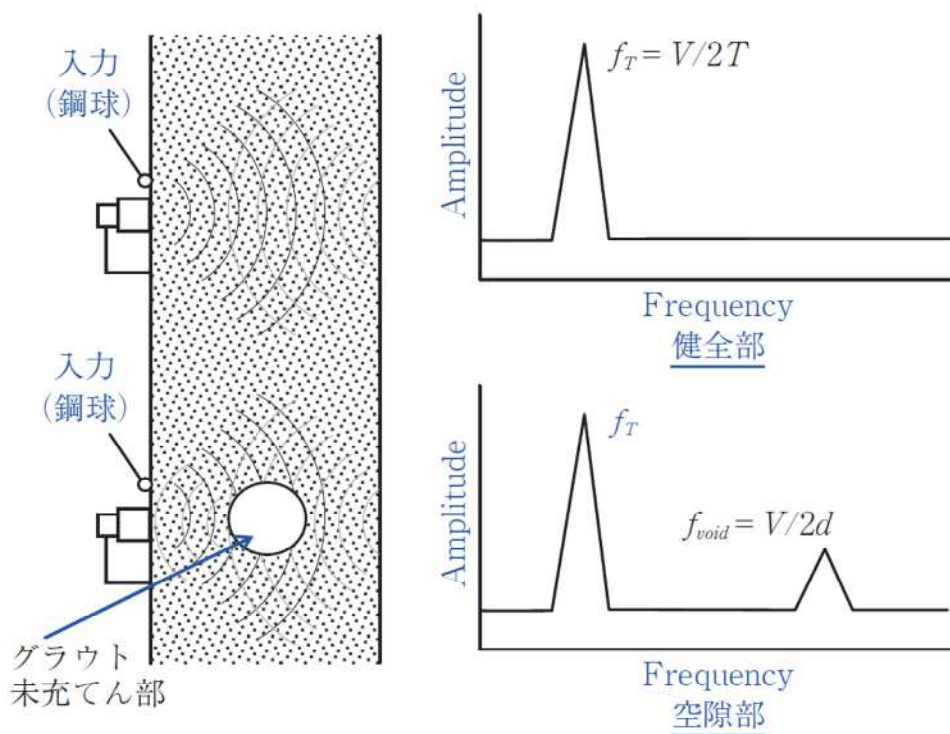 入力
(鋼球)
入力
(鋼球)
グラウト
未充てん部
Amplitude
f_T = V/2T
Frequency
健全部
Amplitude
f_T
f_void = V/2d
Frequency
空隙部